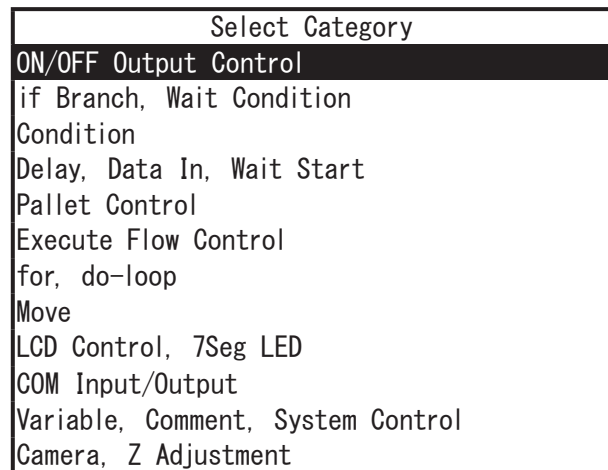 Select Category
ON/OFF Output Control
if Branch, Wait Condition
Condition
Delay, Data In, Wait Start
Pallet Control
Execute Flow Control
for, do-loop
Move
LCD Control, 7Seg LED
COM Input/Output
Variable, Comment, System Control
Camera, Z Adjustment